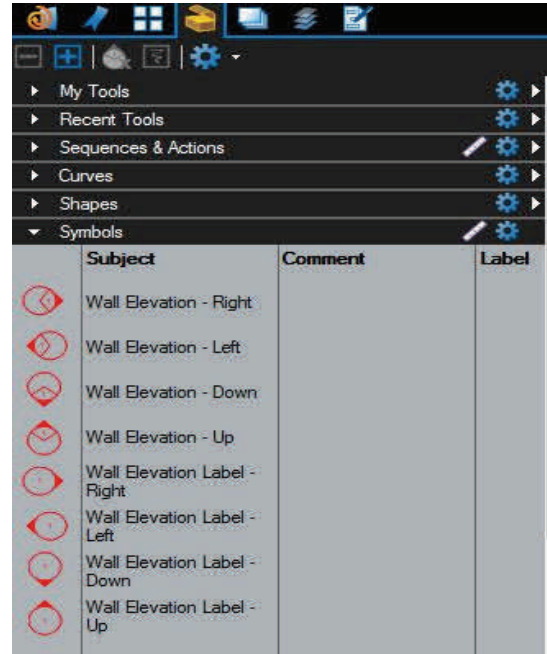 My Tools
Recent Tools
Sequences & Actions
Curves
Shapes
Symbols
Subject Comment Label
Wall Elevation - Right
Wall Elevation - Left
Wall Elevation - Down
Wall Elevation - Up
Wall Elevation Label -
Right
Wall Elevation Label -
Left
Wall Elevation Label -
Down
Wall Elevation Label -
Up